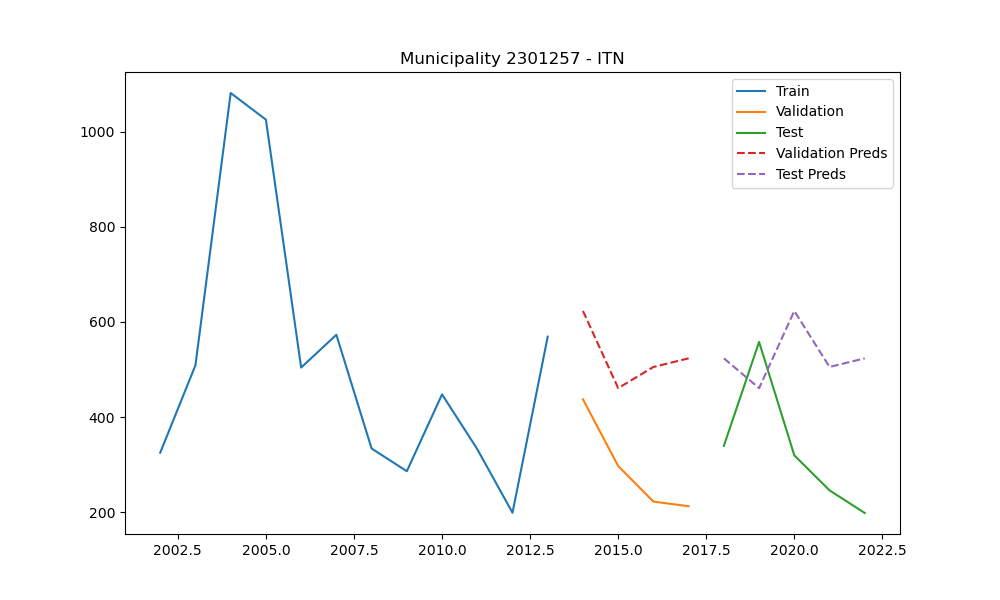 Municipality 2301257 - ITN
Train
Validation
Test
Validation Preds
Test Preds
1000
800
600
400
200
2002.5 2005.0 2007.5 2010.0 2012.5 2015.0 2017.5 2020.0 2022.5